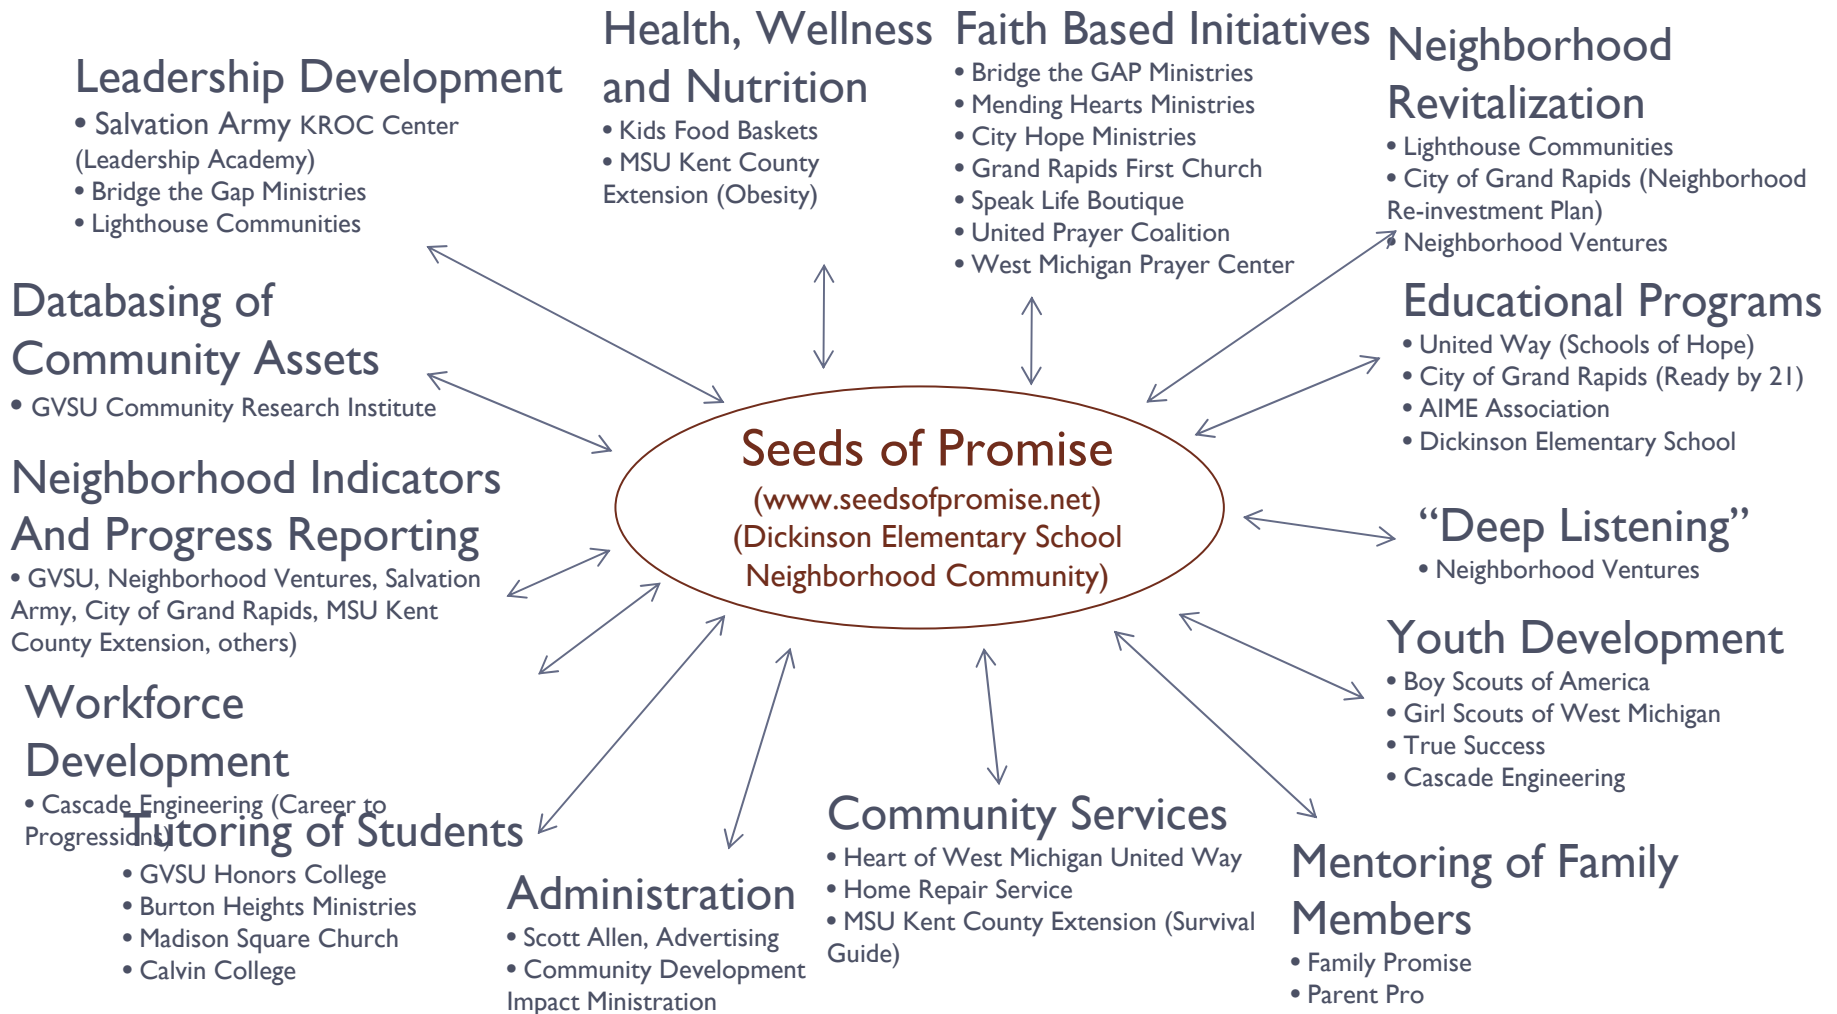 Leadership Development
• Salvation Army KROC Center
(Leadership Academy)
• Bridge the Gap Ministries
• Lighthouse Communities
Health, Wellness
and Nutrition
• Kids Food Baskets
• MSU Kent County
Extension (Obesity)
Faith Based Initiatives
• Bridge the GAP Ministries
• Mending Hearts Ministries
• City Hope Ministries
• Grand Rapids First Church
• Speak Life Boutique
• United Prayer Coalition
• West Michigan Prayer Center
Neighborhood
Revitalization
• Lighthouse Communities
• City of Grand Rapids (Neighborhood
Re-investment Plan)
• Neighborhood Ventures
Databasing of
Community Assets
• GVSU Community Research Institute
Educational Programs
• United Way (Schools of Hope)
• City of Grand Rapids (Ready by 21)
• AIME Association
• Dickinson Elementary School
Seeds of Promise
(www.seedsofpromise.net)
(Dickinson Elementary School
Neighborhood Community)
Neighborhood Indicators
And Progress Reporting
• GVSU, Neighborhood Ventures, Salvation
Army, City of Grand Rapids, MSU Kent
County Extension, others)
“Deep Listening”
• Neighborhood Ventures
Workforce
Development
• Cascade Engineering (Career to
Progressions)
Youth Development
• Boy Scouts of America
• Girl Scouts of West Michigan
• True Success
• Cascade Engineering
Tutoring of Students
• GVSU Honors College
• Burton Heights Ministries
• Madison Square Church
• Calvin College
Administration
• Scott Allen, Advertising
• Community Development
Impact Ministration
Community Services
• Heart of West Michigan United Way
• Home Repair Service
• MSU Kent County Extension (Survival
Guide)
Mentoring of Family
Members
• Family Promise
• Parent Pro